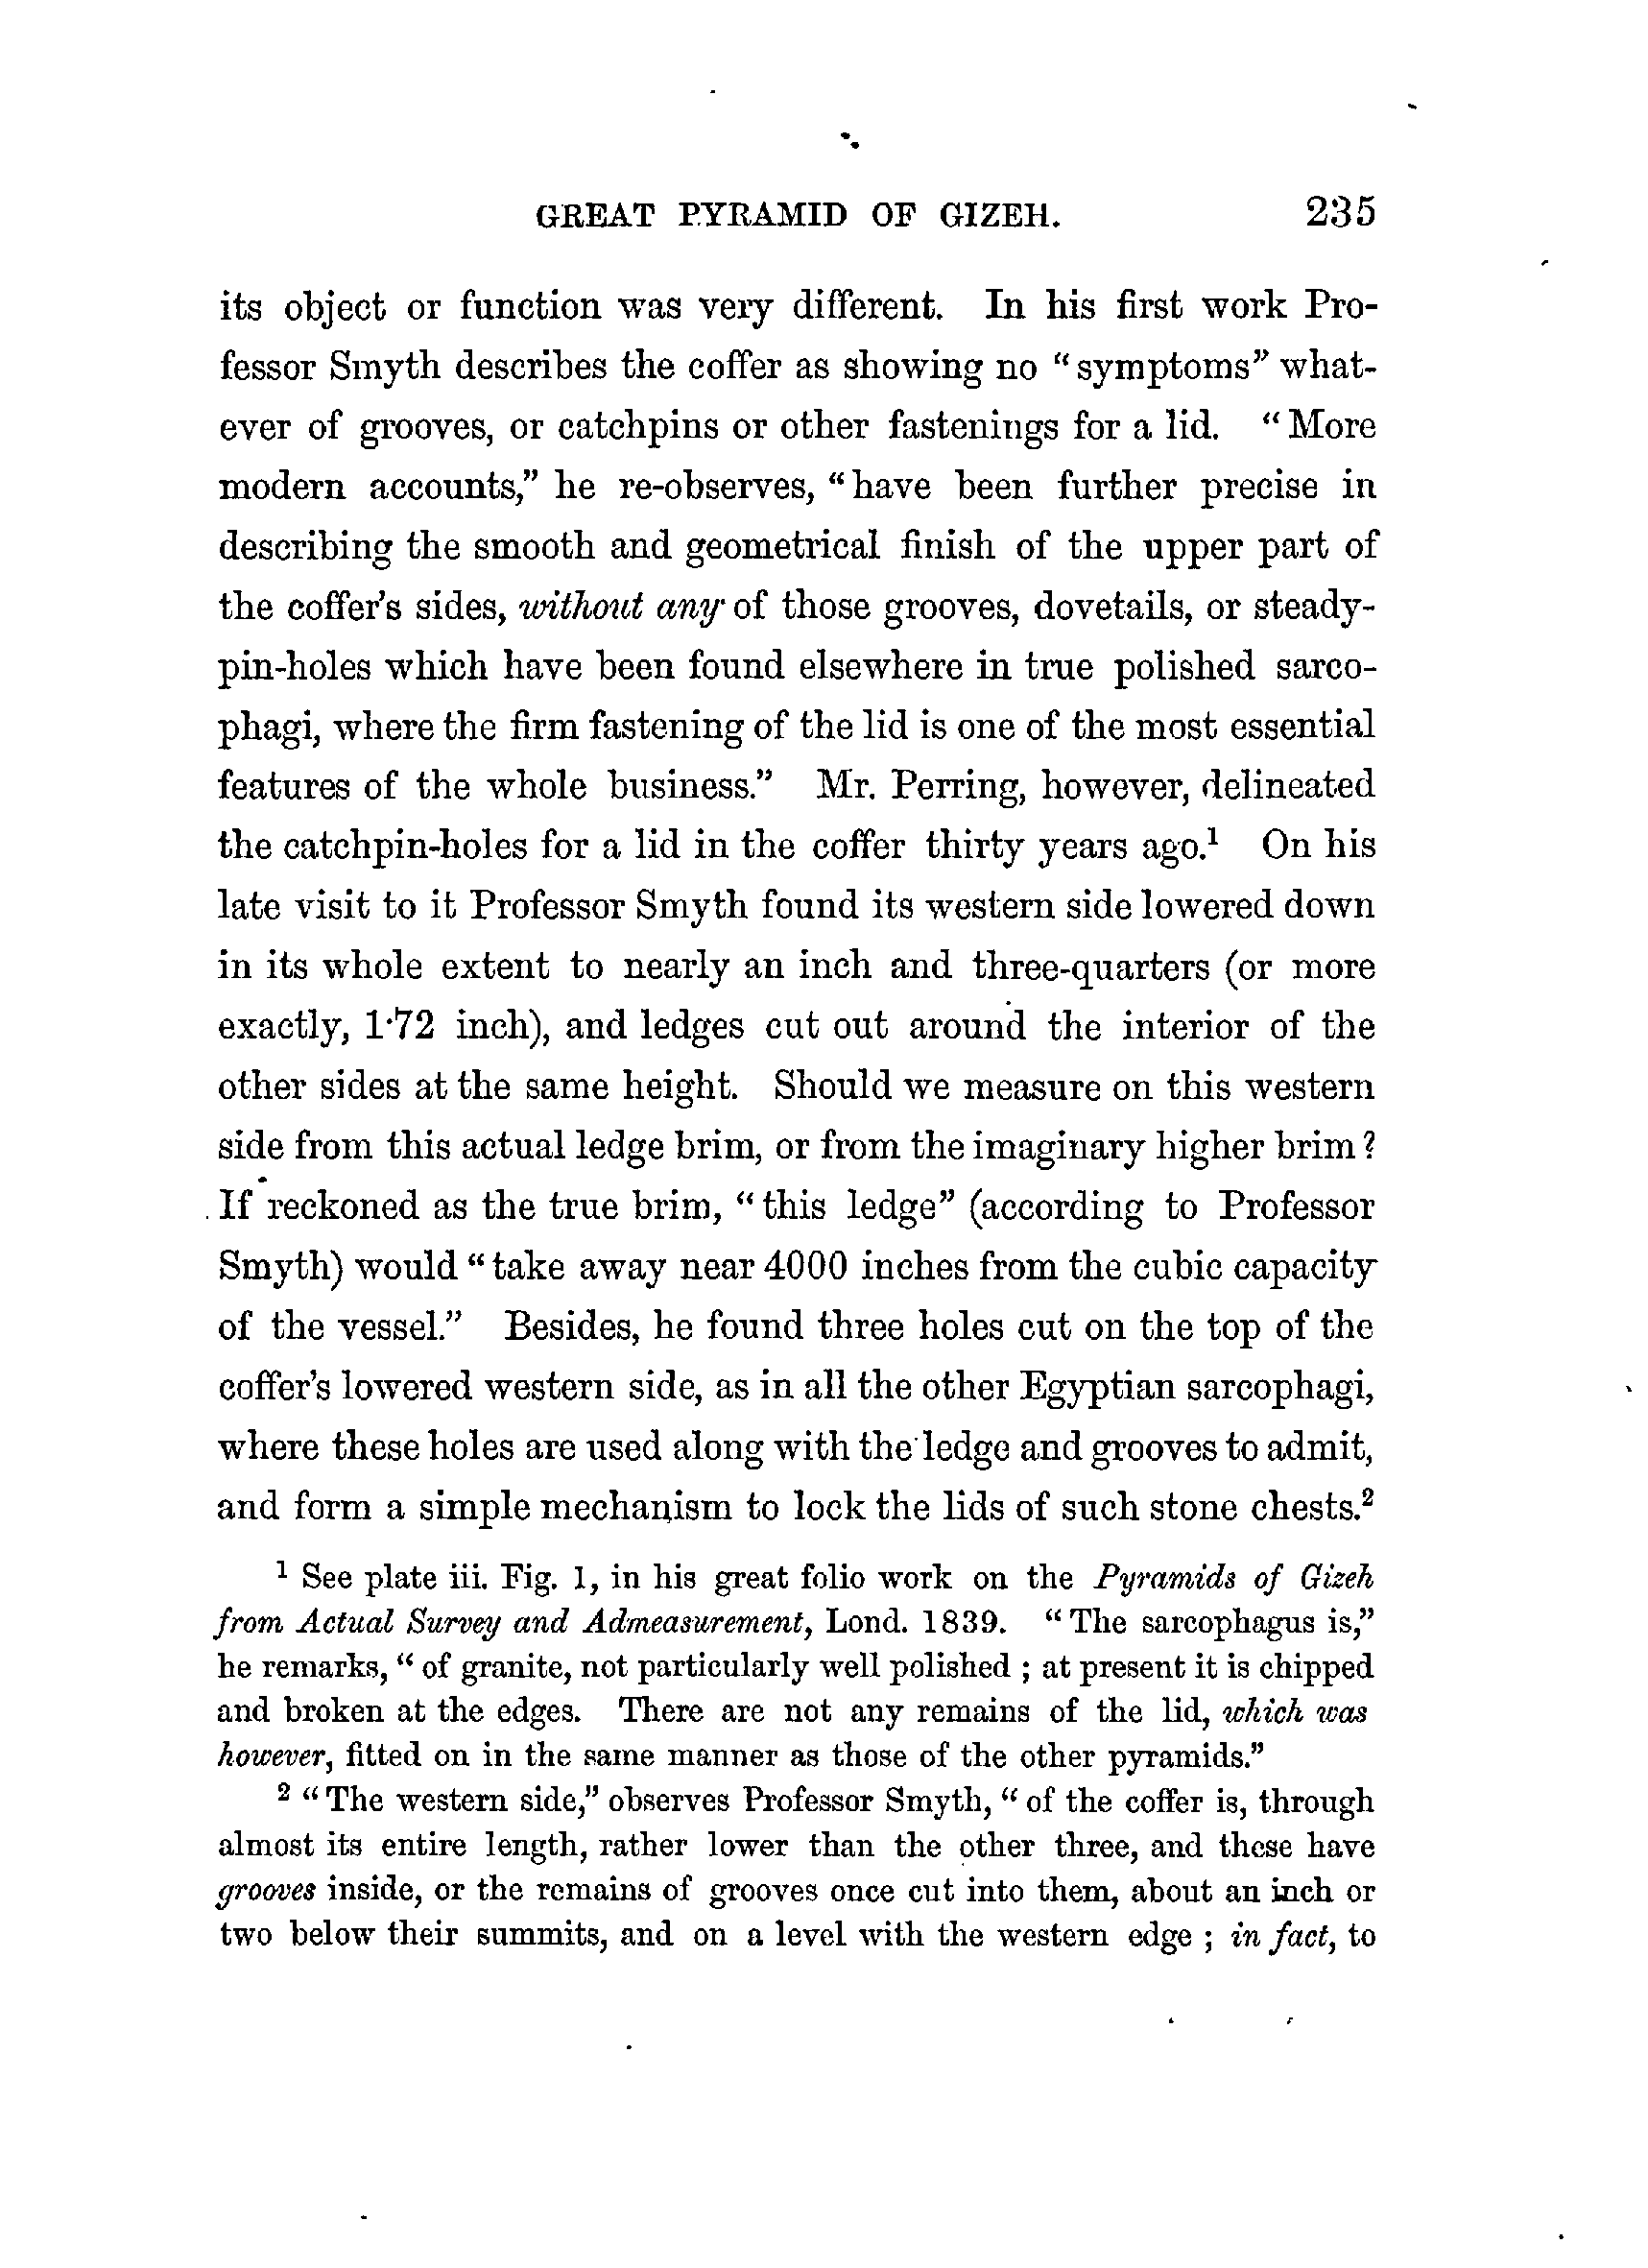 GREAT PYRAMID OF GIZEH. 235
its object or function was very different. In his first work Pro-
fessor Smyth describes the coffer as showing no “symptoms” what-
ever of grooves, or catchpins or other fastenings for a lid. “More
modern accounts,” he re-observes, “have been further precise in
describing the smooth and geometrical finish of the upper part of
the coffer’s sides, without any of those grooves, dovetails, or steady-
pin-holes which have been found elsewhere in true polished sarco-
phagi, where the firm fastening of the lid is one of the most essential
features of the whole business.” Mr. Perring, however, delineated
the catchpin-holes for a lid in the coffer thirty years ago.¹ On his
late visit to it Professor Smyth found its western side lowered down
in its whole extent to nearly an inch and three-quarters (or more
exactly, 1·72 inch), and ledges cut out around the interior of the
other sides at the same height. Should we measure on this western
side from this actual ledge brim, or from the imaginary higher brim?
If reckoned as the true brim, “this ledge” (according to Professor
Smyth) would “take away near 4000 inches from the cubic capacity
of the vessel.” Besides, he found three holes cut on the top of the
coffer’s lowered western side, as in all the other Egyptian sarcophagi,
where these holes are used along with the ledge and grooves to admit,
and form a simple mechanism to lock the lids of such stone chests.²
¹ See plate iii. Fig. 1, in his great folio work on the Pyramids of Gizeh
from Actual Survey and Admeasurement, Lond. 1839. “The sarcophagus is,”
he remarks, “of granite, not particularly well polished; at present it is chipped
and broken at the edges. There are not any remains of the lid, which was
however, fitted on in the same manner as those of the other pyramids.”
² “The western side,” observes Professor Smyth, “of the coffer is, through
almost its entire length, rather lower than the other three, and these have
grooves inside, or the remains of grooves once cut into them, about an inch or
two below their summits, and on a level with the western edge; in fact, to